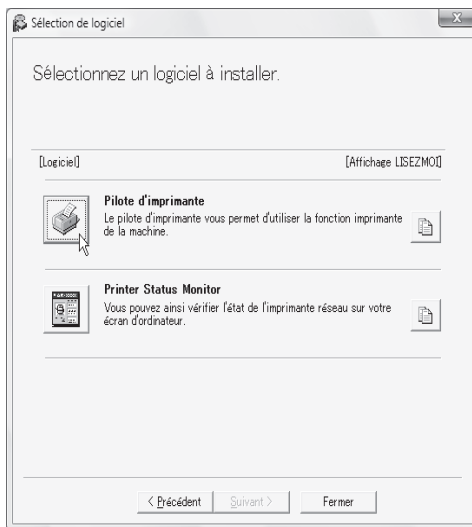 Sélection de logiciel
X
Sélectionnez un logiciel à installer.
[Logiciel] [Affichage LISEZMOI]
Pilote d'imprimante
Le pilote d'imprimante vous permet d'utiliser la fonction imprimante
de la machine.
Printer Status Monitor
Vous pouvez ainsi vérifier l'état de l'imprimante réseau sur votre
écran d'ordinateur.
< Précédent Suivant > Fermer